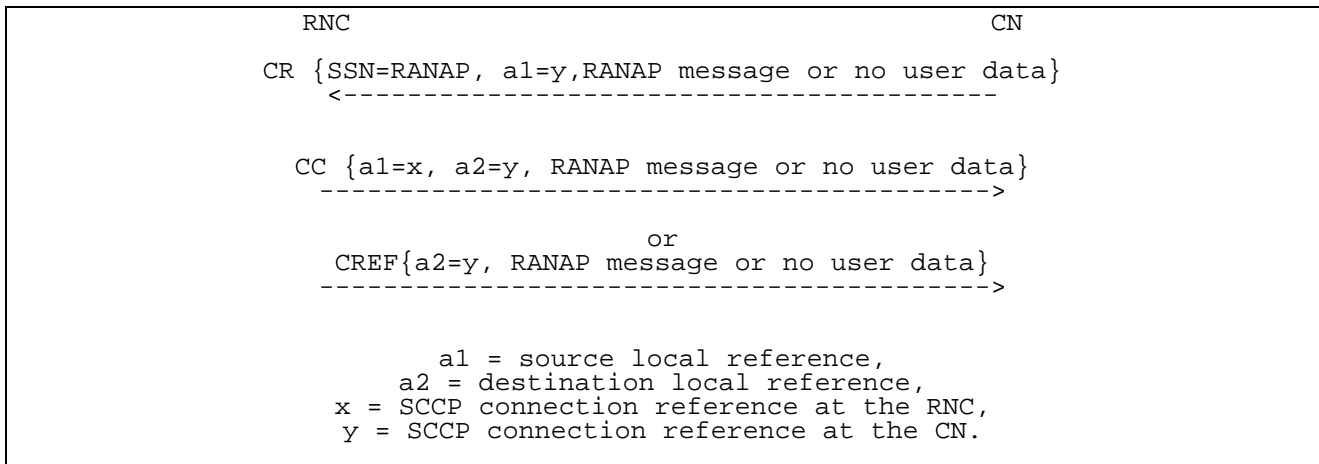 RNC CN
CR {SSN=RANAP, a1=y,RANAP message or no user data}
<-----------------------------------------
CC {a1=x, a2=y, RANAP message or no user data}
------------------------------------------>
or
CREF{a2=y, RANAP message or no user data}
------------------------------------------>
a1 = source local reference,
a2 = destination local reference,
x = SCCP connection reference at the RNC,
y = SCCP connection reference at the CN.